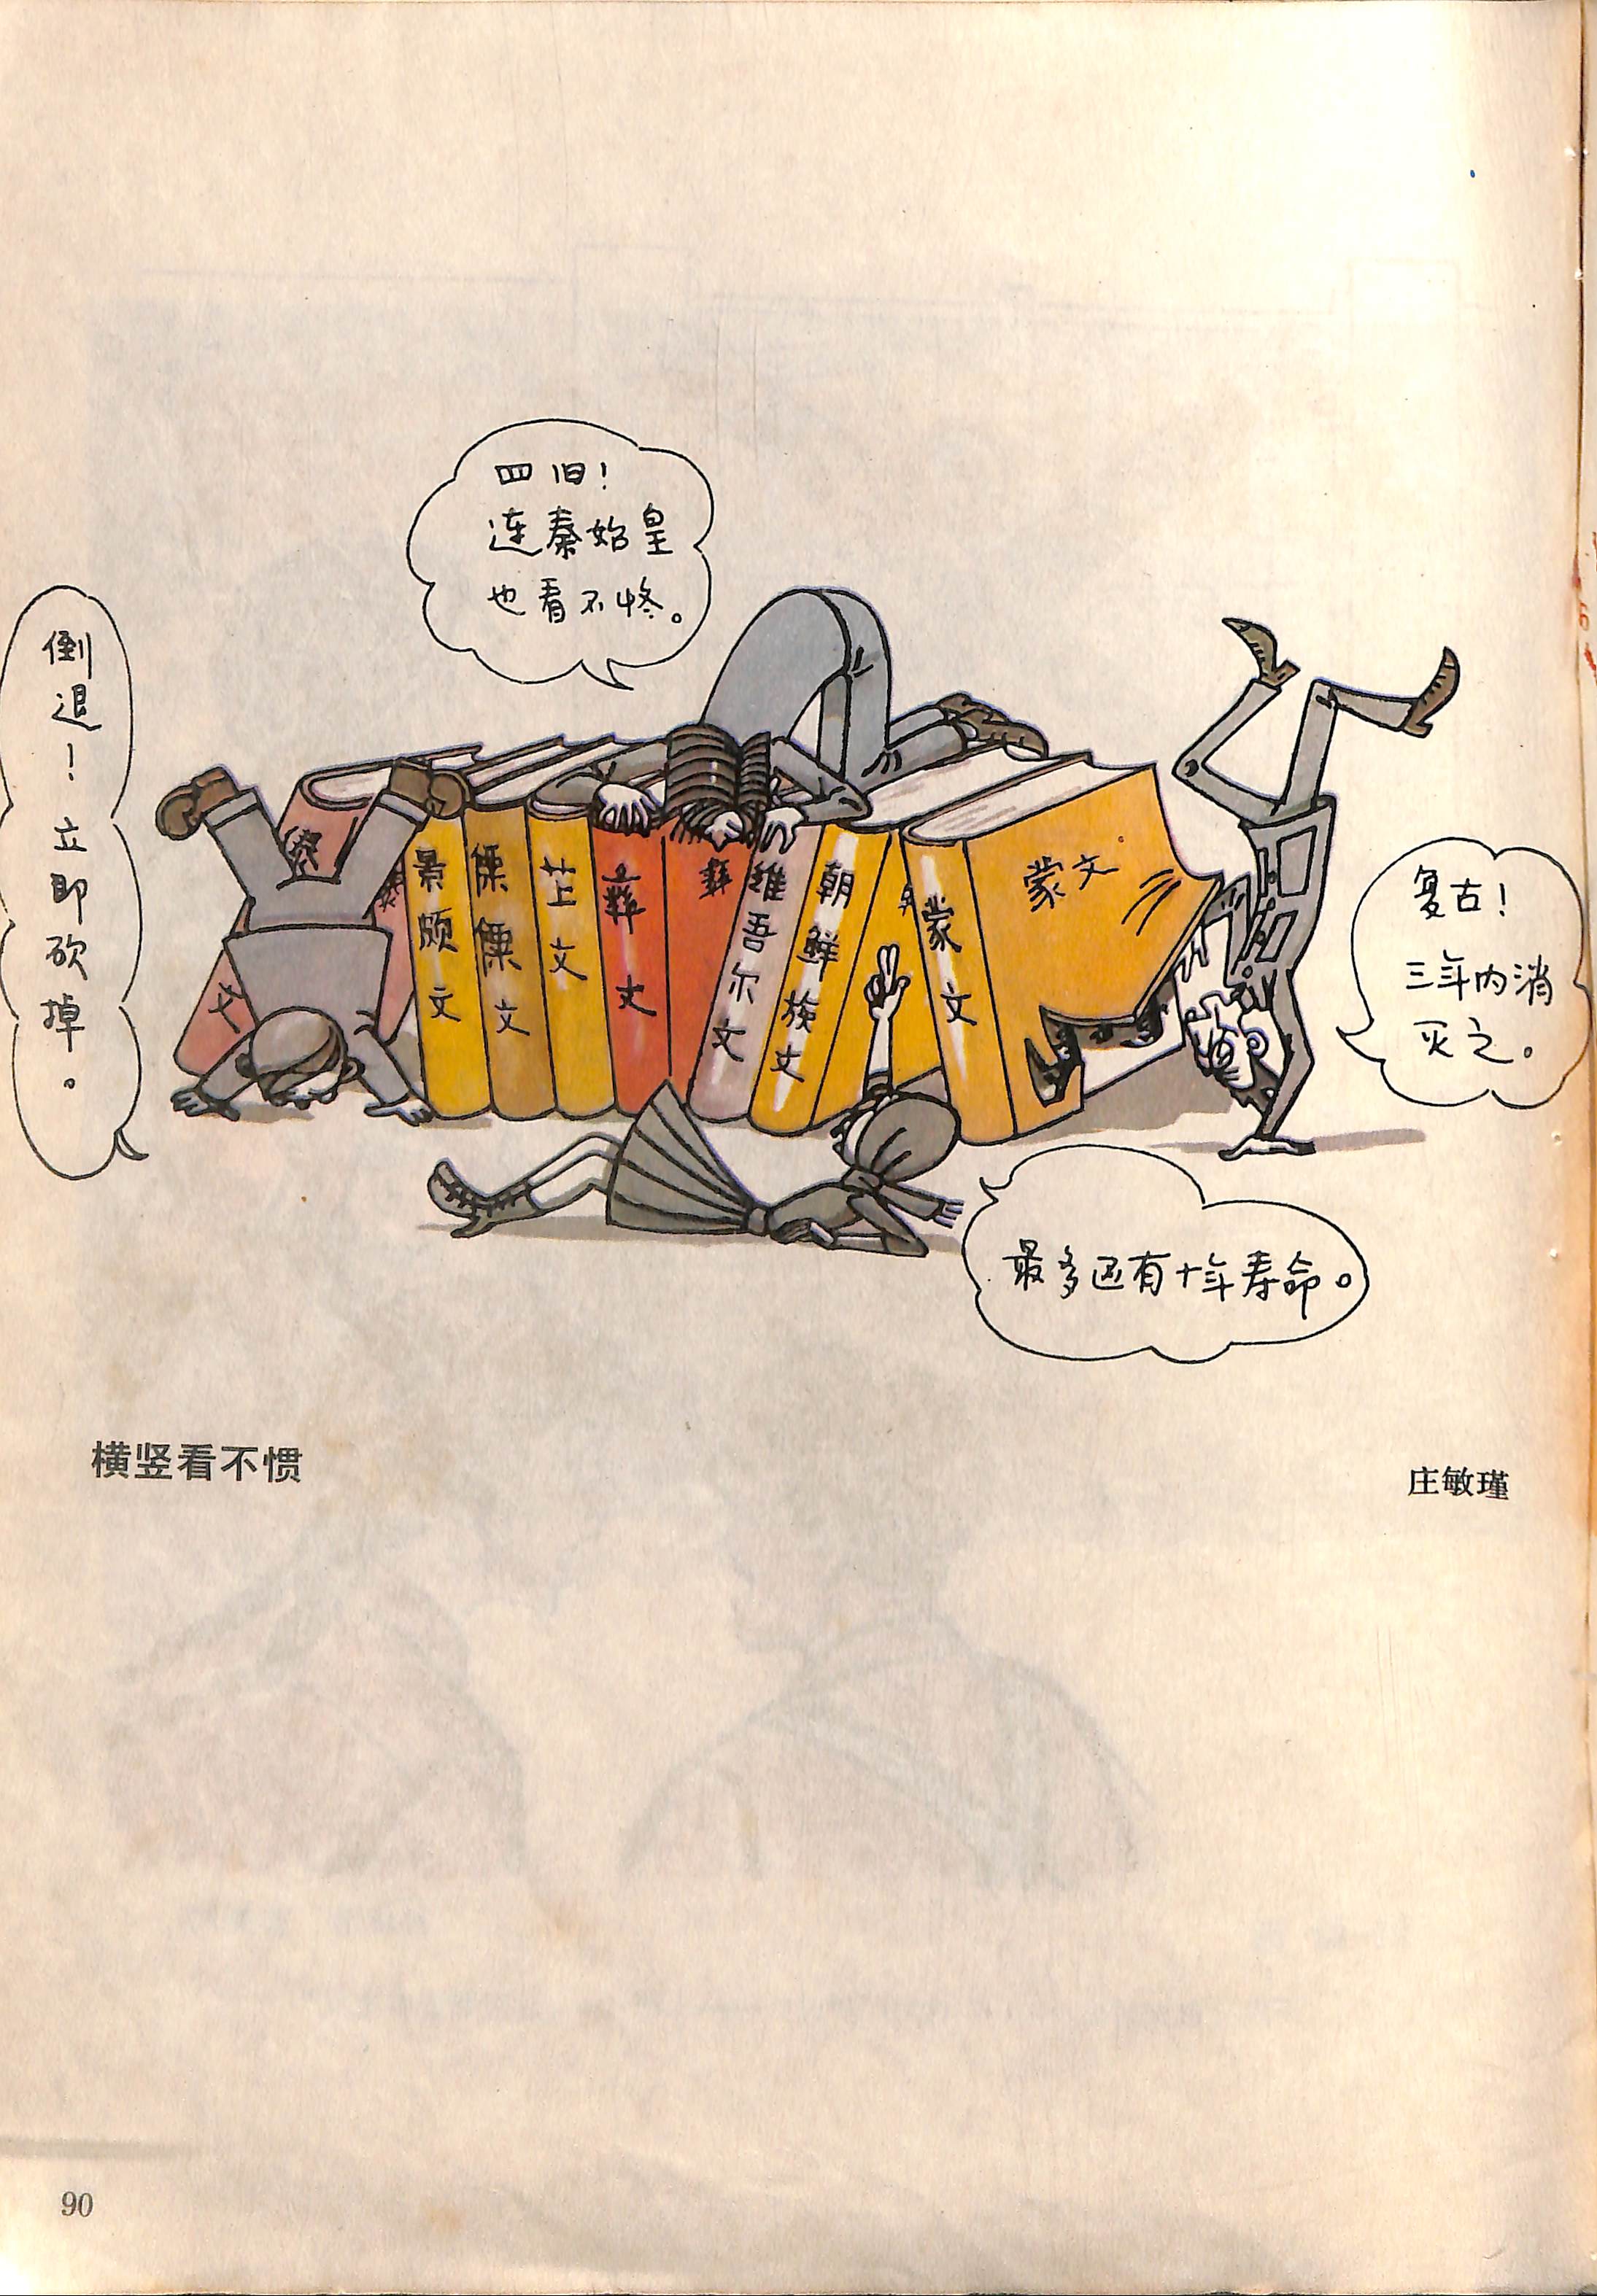 四旧！
连秦始皇
也看不佟。
倒退！立即砍掉。
复古！
三年内消
灭之。
景颇文
傈僳文
芷文
彝文
彝
维吾尔文
朝鲜族文
蒙文
蒙文
最多还有十年寿命。
横竖看不惯
庄敏瑾
90